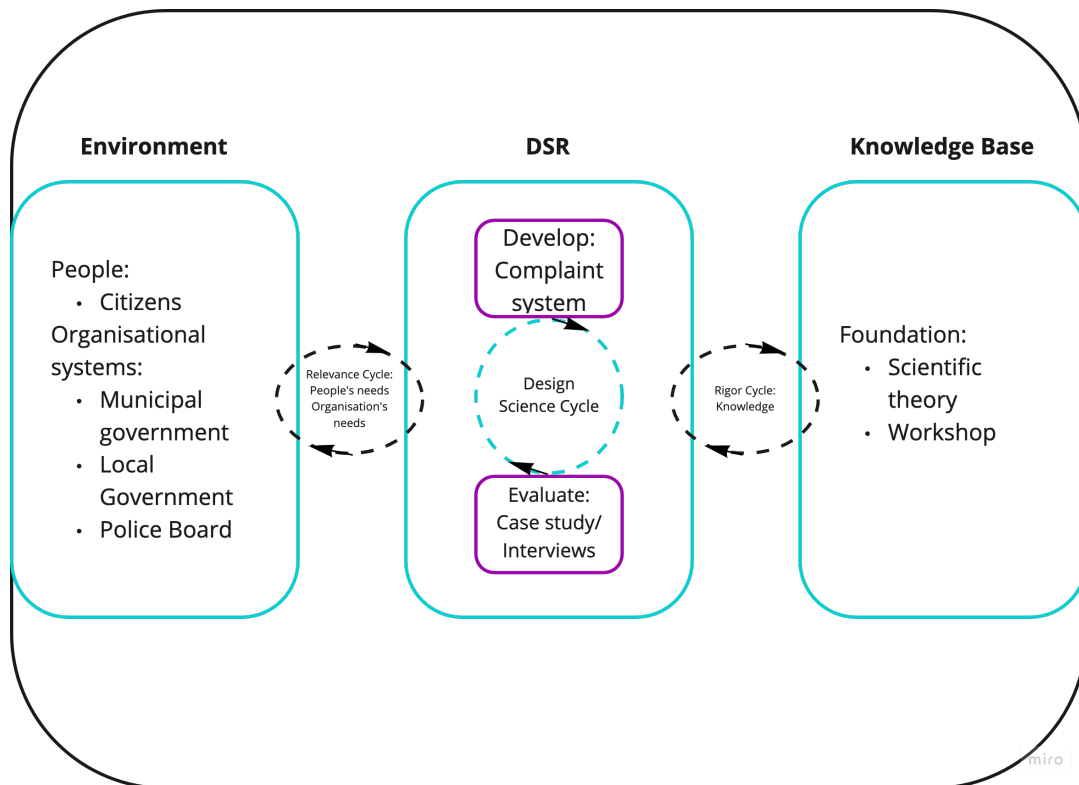 Environment
DSR
Knowledge Base
People:
• Citizens
Organisational
systems:
• Municipal
government
• Local
Government
• Police Board
Relevance Cycle:
People's needs
Organisation's
needs
Develop:
Complaint
system
Design
Science Cycle
Evaluate:
Case study/
Interviews
Rigor Cycle:
Knowledge
Foundation:
• Scientific
theory
• Workshop
miro